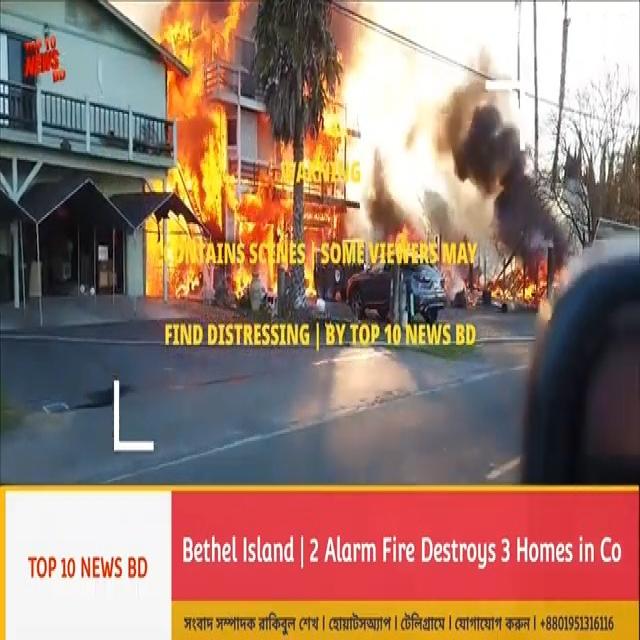 TOP 10
NEWS
BD
WARNING
CONTAINS SCENES | SOME VIEWERS MAY
FIND DISTRESSING | BY TOP 10 NEWS BD
TOP 10 NEWS BD
Bethel Island | 2 Alarm Fire Destroys 3 Homes in Co
সংবাদ সম্পাদক রাকিবুল শেখ | হোয়াটসঅ্যাপ | টেলিগ্রামে | যোগাযোগ করুন | +8801951316116